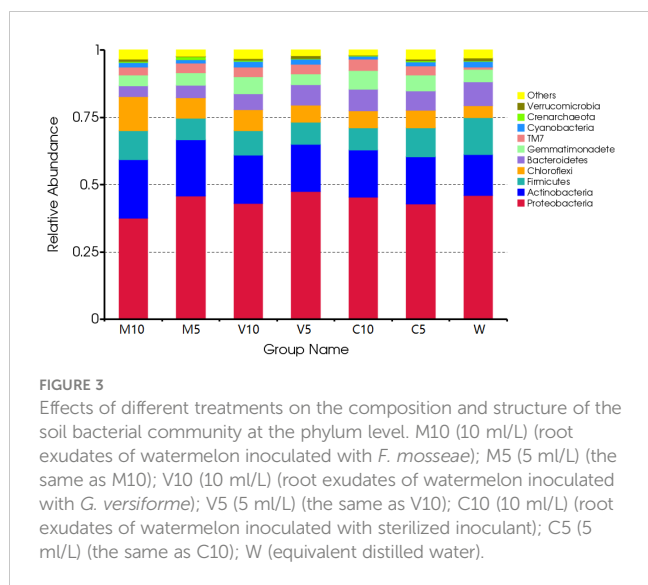 1
0.75
0.5
0.25
0
Relative Abundance
M10 M5 V10 V5 C10 C5 W
Group Name
Others
Verrucomicrobia
Crenarchaeota
Cyanobacteria
TM7
Gemmatimonadete
Bacteroidetes
Chloroflexi
Firmicutes
Actinobacteria
Proteobacteria
FIGURE 3
Effects of different treatments on the composition and structure of the
soil bacterial community at the phylum level. M10 (10 ml/L) (root
exudates of watermelon inoculated with F. mosseae); M5 (5 ml/L) (the
same as M10); V10 (10 ml/L) (root exudates of watermelon inoculated
with G. versiforme); V5 (5 ml/L) (the same as V10); C10 (10 ml/L) (root
exudates of watermelon inoculated with sterilized inoculant); C5 (5
ml/L) (the same as C10); W (equivalent distilled water).